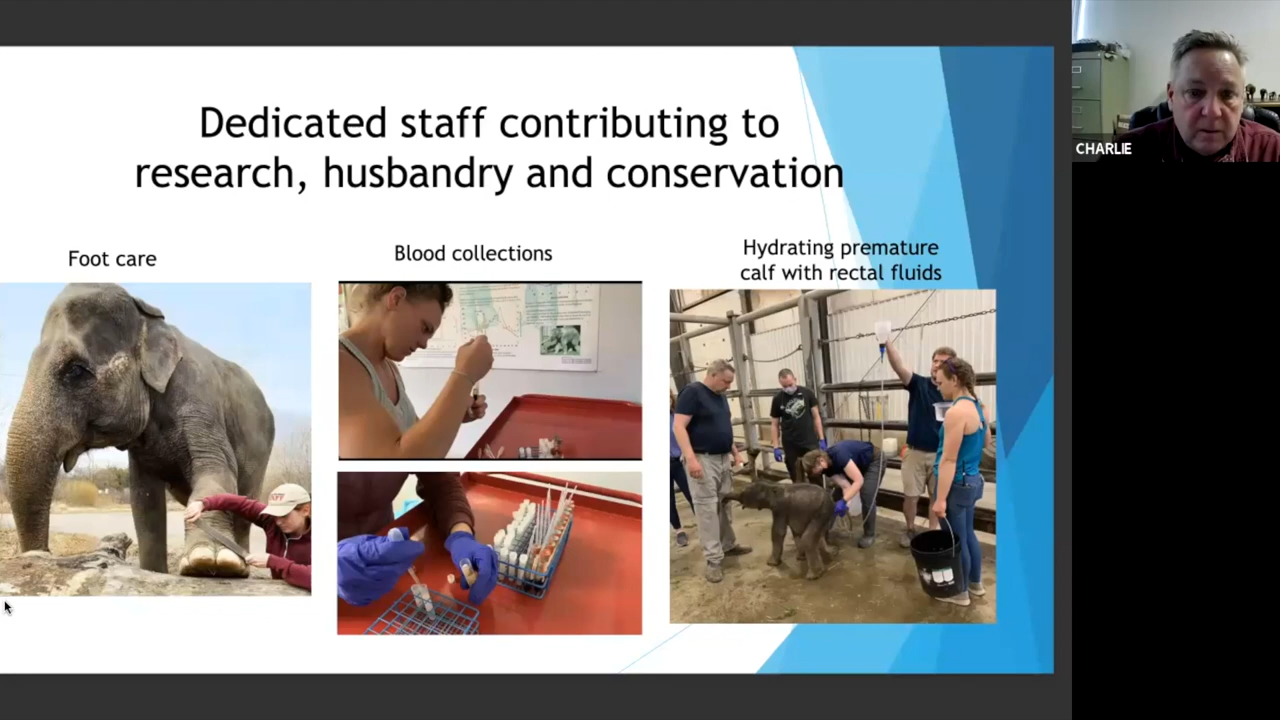 Dedicated staff contributing to
research, husbandry and conservation
Foot care
Blood collections
Hydrating premature
calf with rectal fluids
CHARLIE